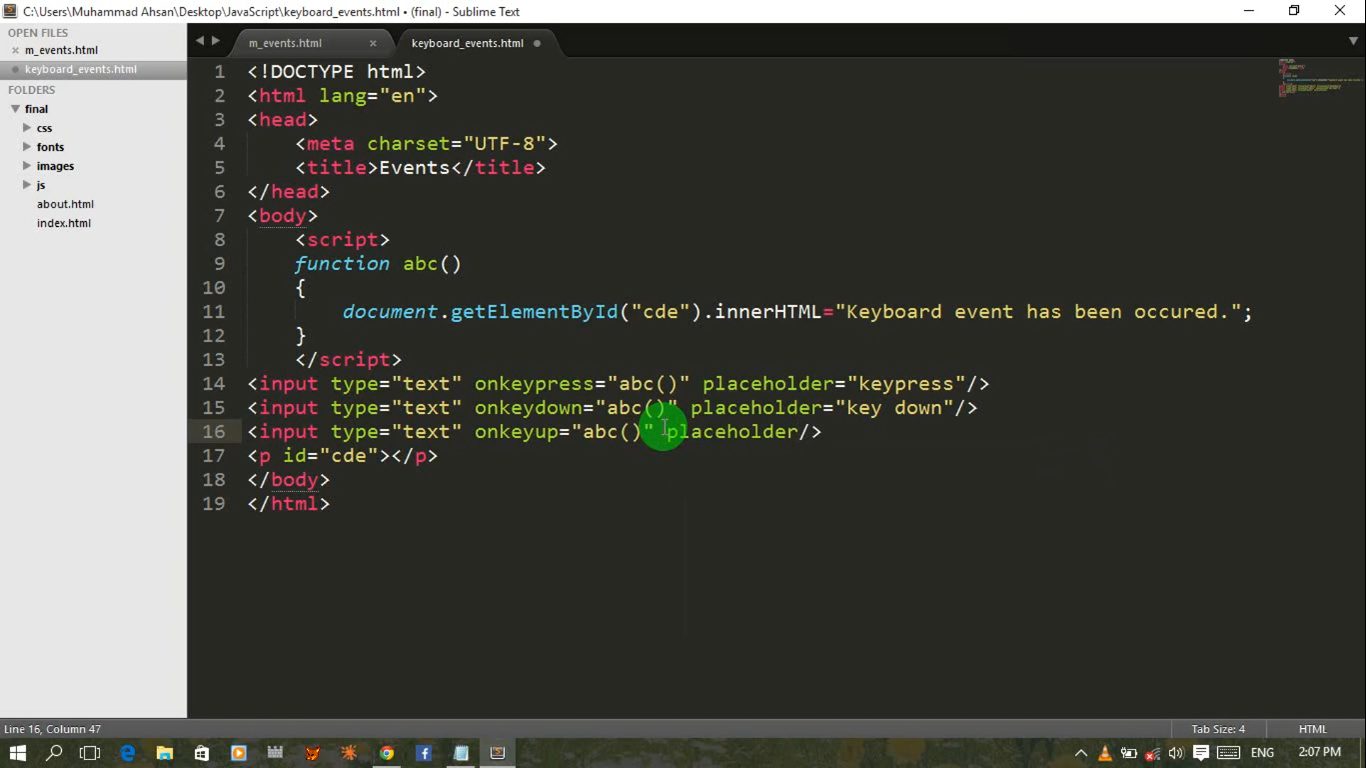 C:\Users\Muhammad Ahsan\Desktop\JavaScript\keyboard_events.html • (final) - Sublime Text
OPEN FILES
m_events.html
keyboard_events.html
FOLDERS
final
css
fonts
images
js
about.html
index.html
m_events.html
keyboard_events.html
1 <!DOCTYPE html>
2 <html lang="en">
3 <head>
4 <meta charset="UTF-8">
5 <title>Events</title>
6 </head>
7 <body>
8 <script>
9 function abc()
10 {
11 document.getElementById("cde").innerHTML="Keyboard event has been occured.";
12 }
13 </script>
14 <input type="text" onkeypress="abc()" placeholder="keypress"/>
15 <input type="text" onkeydown="abc()" placeholder="key down"/>
16 <input type="text" onkeyup="abc()" placeholder/>
17 <p id="cde"></p>
18 </body>
19 </html>
Line 16, Column 47
Tab Size: 4
HTML
ENG
2:07 PM